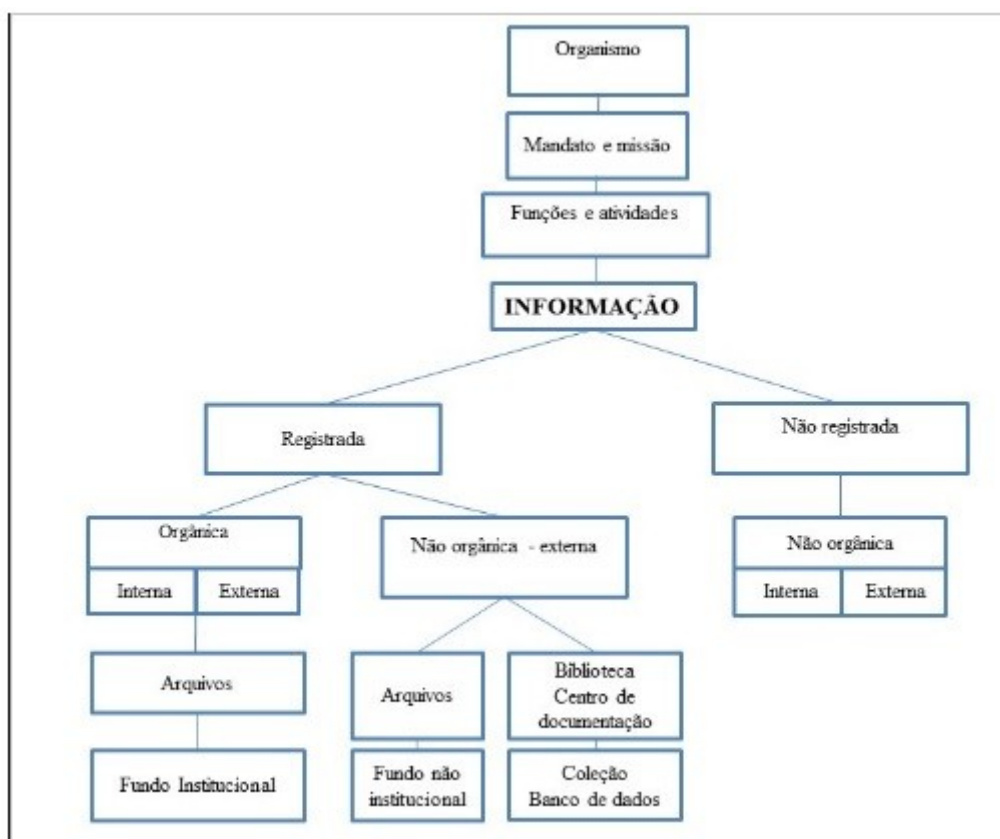 Organismo
Mandato e missão
Funções e atividades
INFORMAÇÃO
Registrada
Não registrada
Orgânica
Interna
Externa
Não orgânica - externa
Não orgânica
Interna
Externa
Arquivos
Arquivos
Biblioteca
Centro de
documentação
Fundo Institucional
Fundo não
institucional
Coleção
Banco de dados